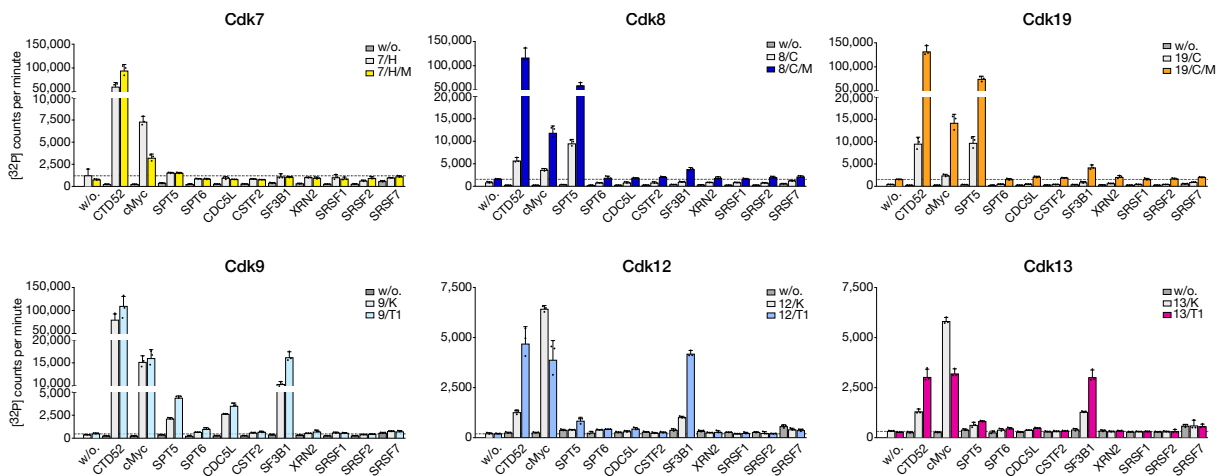 Cdk7
[32P] counts per minute
150,000
100,000
50,000
10,000
7,500
5,000
2,500
0
w/o.
7/H
7/H/M
w/o.
CTD52
cMyc
SPT5
SPT6
CDC5L
CSTF2
SF3B1
XRN2
SRSF1
SRSF2
SRSF7
Cdk8
150,000
100,000
50,000
20,000
15,000
10,000
5,000
0
w/o.
8/C
8/C/M
w/o.
CTD52
cMyc
SPT5
SPT6
CDC5L
CSTF2
SF3B1
XRN2
SRSF1
SRSF2
SRSF7
Cdk19
150,000
100,000
50,000
20,000
15,000
10,000
5,000
0
w/o.
19/C
19/C/M
w/o.
CTD52
cMyc
SPT5
SPT6
CDC5L
CSTF2
SF3B1
XRN2
SRSF1
SRSF2
SRSF7
Cdk9
[32P] counts per minute
150,000
100,000
50,000
20,000
15,000
10,000
5,000
2,500
0
w/o.
9/K
9/T1
w/o.
CTD52
cMyc
SPT5
SPT6
CDC5L
CSTF2
SF3B1
XRN2
SRSF1
SRSF2
SRSF7
Cdk12
7,500
5,000
2,500
0
w/o.
12/K
12/T1
w/o.
CTD52
cMyc
SPT5
SPT6
CDC5L
CSTF2
SF3B1
XRN2
SRSF1
SRSF2
SRSF7
Cdk13
7,500
5,000
2,500
0
w/o.
13/K
13/T1
w/o.
CTD52
cMyc
SPT5
SPT6
CDC5L
CSTF2
SF3B1
XRN2
SRSF1
SRSF2
SRSF7